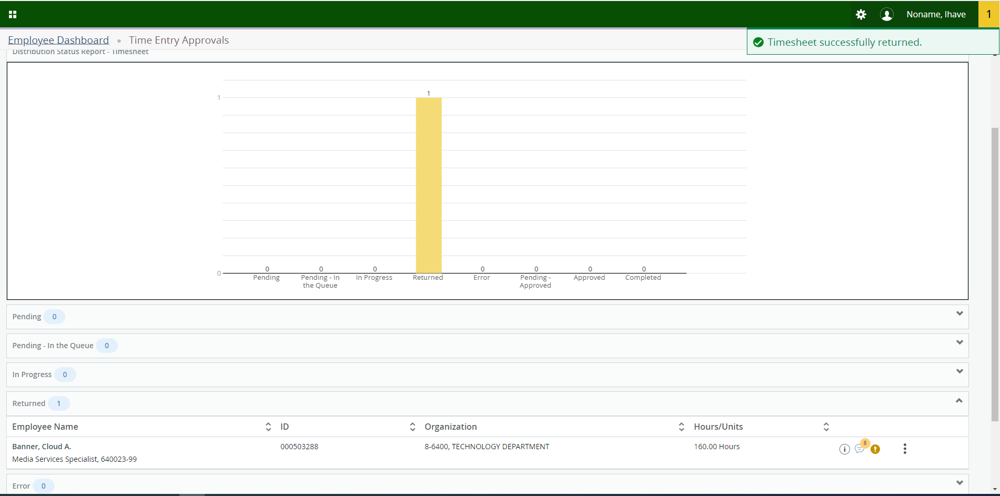 Noname, Ihave 1
Employee Dashboard • Time Entry Approvals
Timesheet successfully returned.
Distribution Status Report - Timesheet
1
1
0
0 0 0 0 0 0 0
Pending Pending - In the Queue In Progress Returned Error Pending - Approved Approved Completed
Pending 0
Pending - In the Queue 0
In Progress 0
Returned 1
Employee Name ID Organization Hours/Units
Banner, Cloud A. 000503288 8-6400, TECHNOLOGY DEPARTMENT 160.00 Hours 8
Media Services Specialist, 640023-99
Error 0